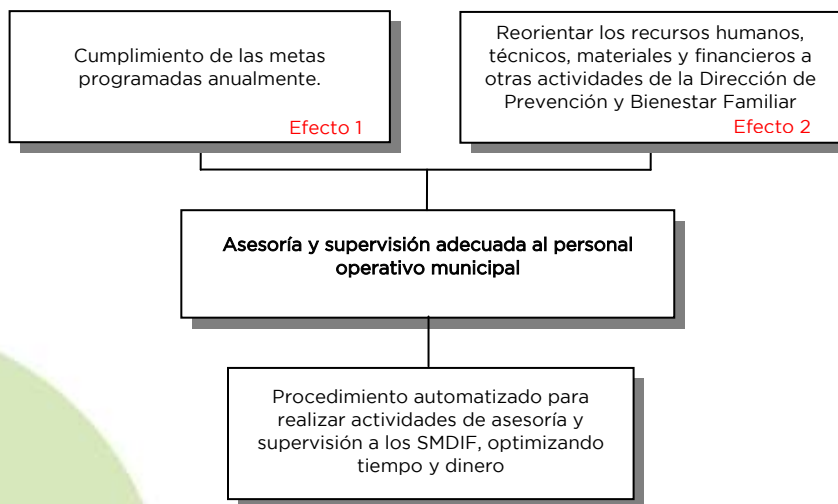 Cumplimiento de las metas
programadas anualmente.
Efecto 1
Reorientar los recursos humanos,
técnicos, materiales y financieros a
otras actividades de la Dirección de
Prevención y Bienestar Familiar
Efecto 2
Asesoría y supervisión adecuada al personal
operativo municipal
Procedimiento automatizado para
realizar actividades de asesoría y
supervisión a los SMDIF, optimizando
tiempo y dinero